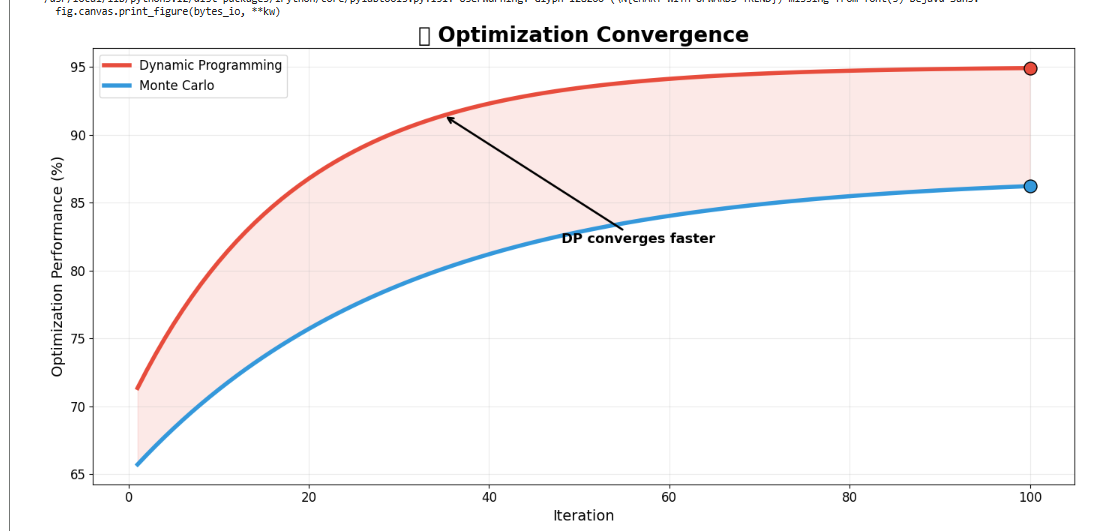 fig.canvas.print_figure(bytes_io, **kw)
Optimization Convergence
Dynamic Programming
Monte Carlo
95
90
85
80
75
70
65
Optimization Performance (%)
DP converges faster
0 20 40 60 80 100
Iteration